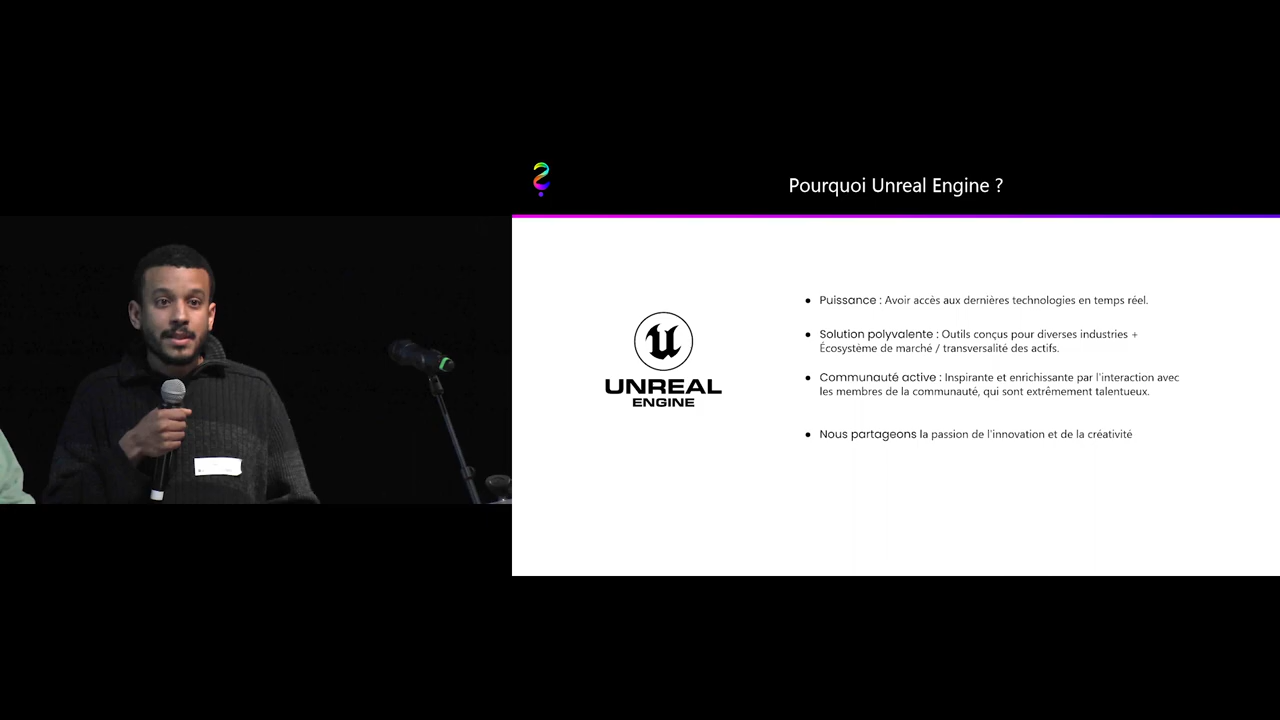 Pourquoi Unreal Engine ?
UNREAL
ENGINE
● Puissance : Avoir accès aux dernières technologies en temps réel.
● Solution polyvalente : Outils conçus pour diverses industries +
Écosystème de marché / transversalité des actifs.
● Communauté active : Inspirante et enrichissante par l'interaction avec
les membres de la communauté, qui sont extrêmement talentueux.
● Nous partageons la passion de l'innovation et de la créativité